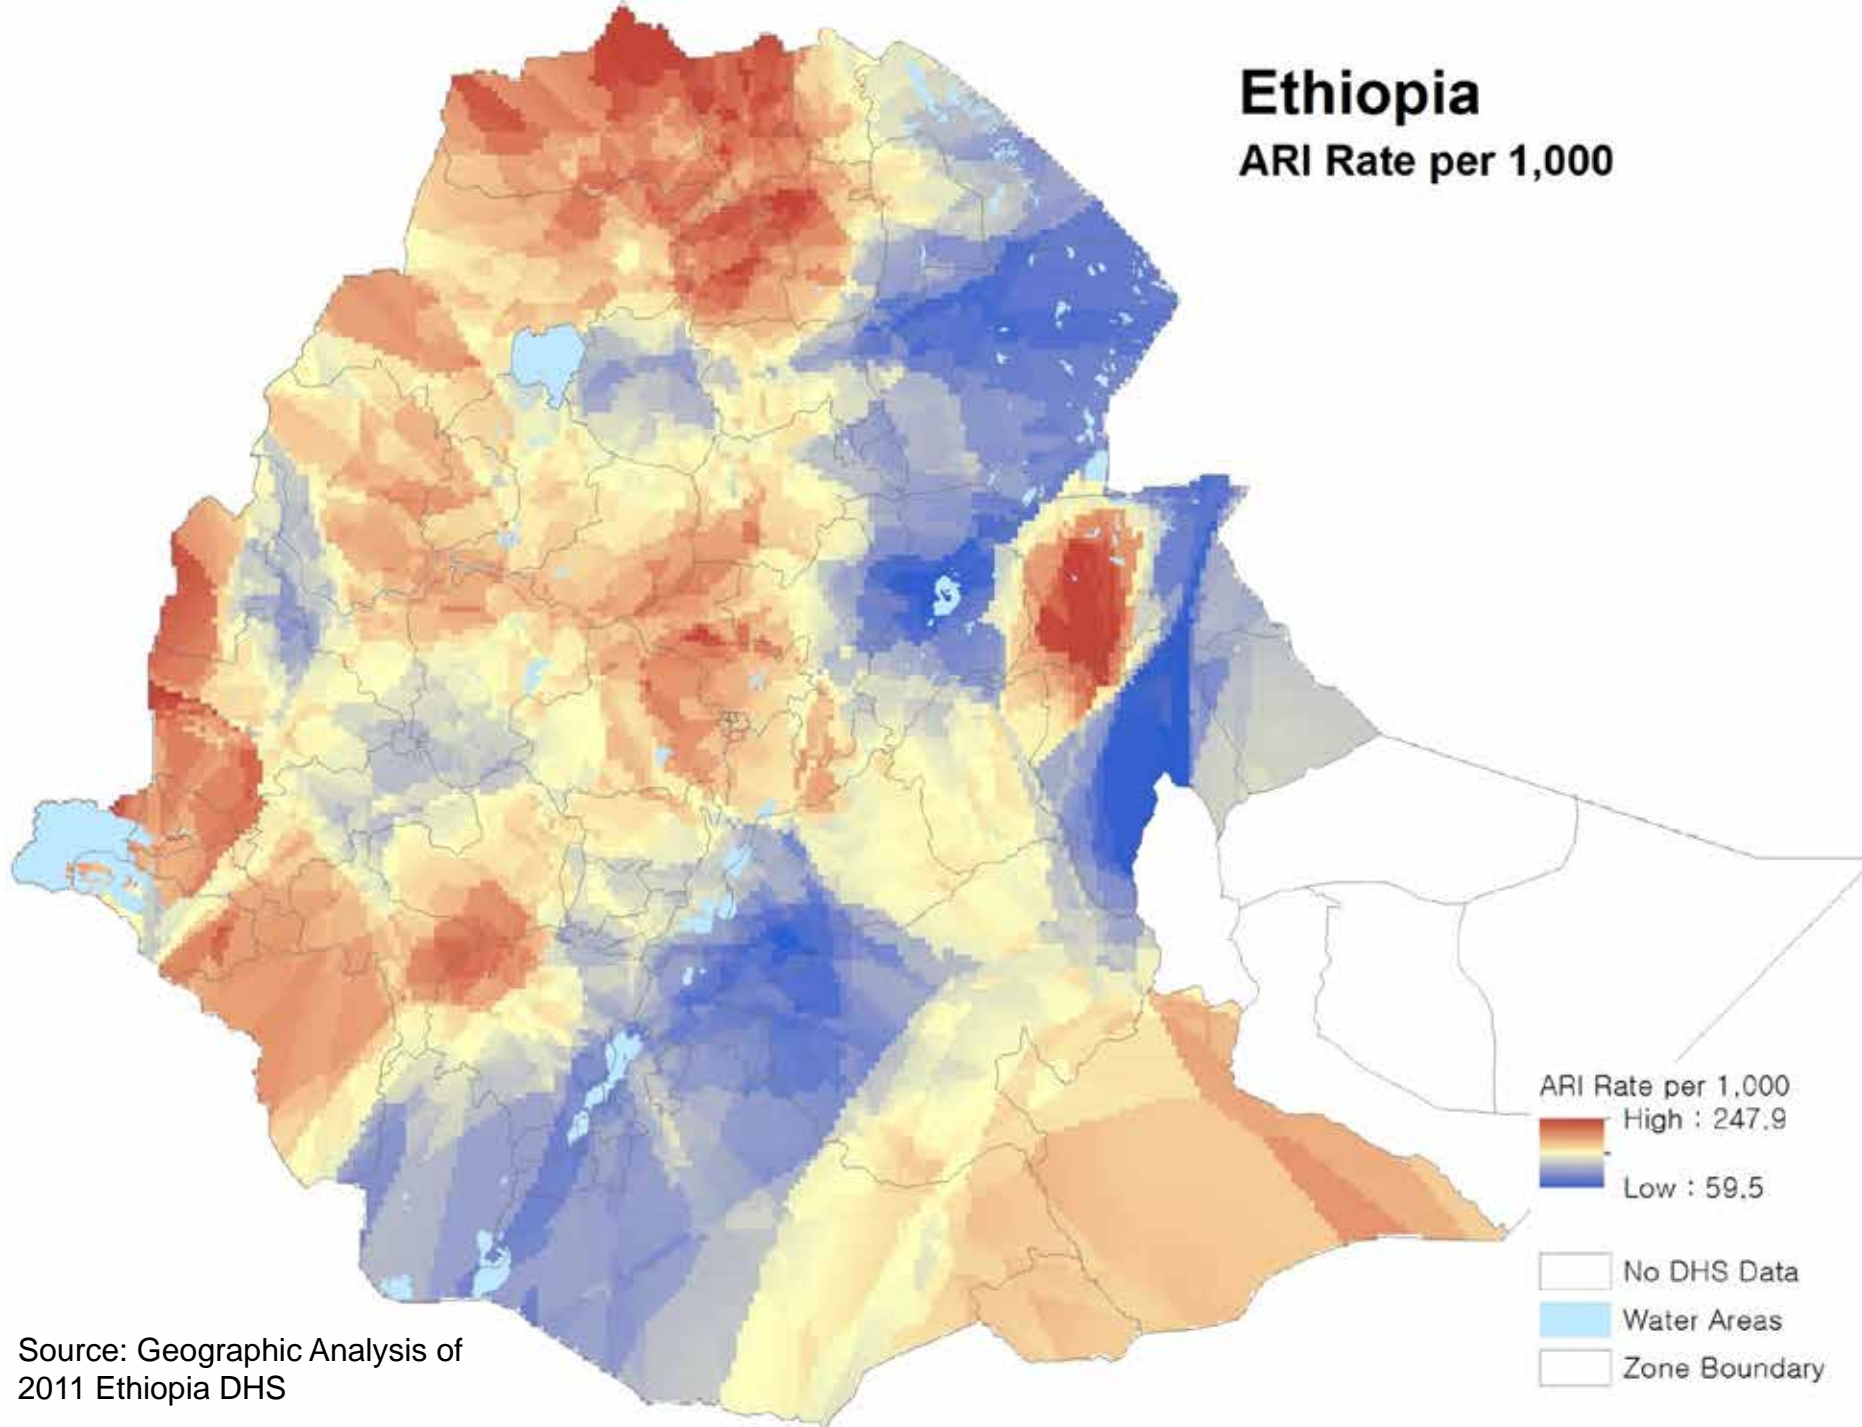 Ethiopia
ARI Rate per 1,000
ARI Rate per 1,000
High : 247.9
Low : 59.5
No DHS Data
Water Areas
Zone Boundary
Source: Geographic Analysis of
2011 Ethiopia DHS